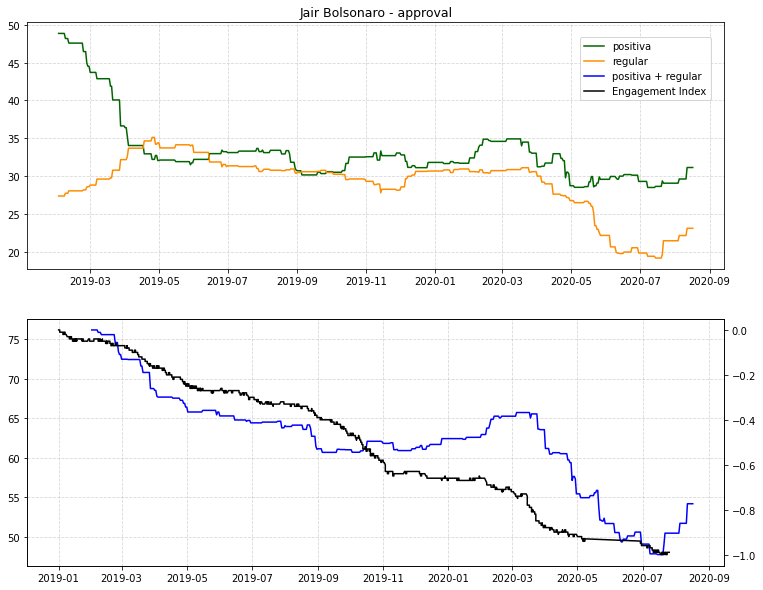 Jair Bolsonaro - approval
50
45
40
35
30
25
20
positiva
regular
positiva + regular
Engagement Index
2019-03 2019-05 2019-07 2019-09 2019-11 2020-01 2020-03 2020-05 2020-07 2020-09
75
70
65
60
55
50
0.0
−0.2
−0.4
−0.6
−0.8
−1.0
2019-01 2019-03 2019-05 2019-07 2019-09 2019-11 2020-01 2020-03 2020-05 2020-07 2020-09